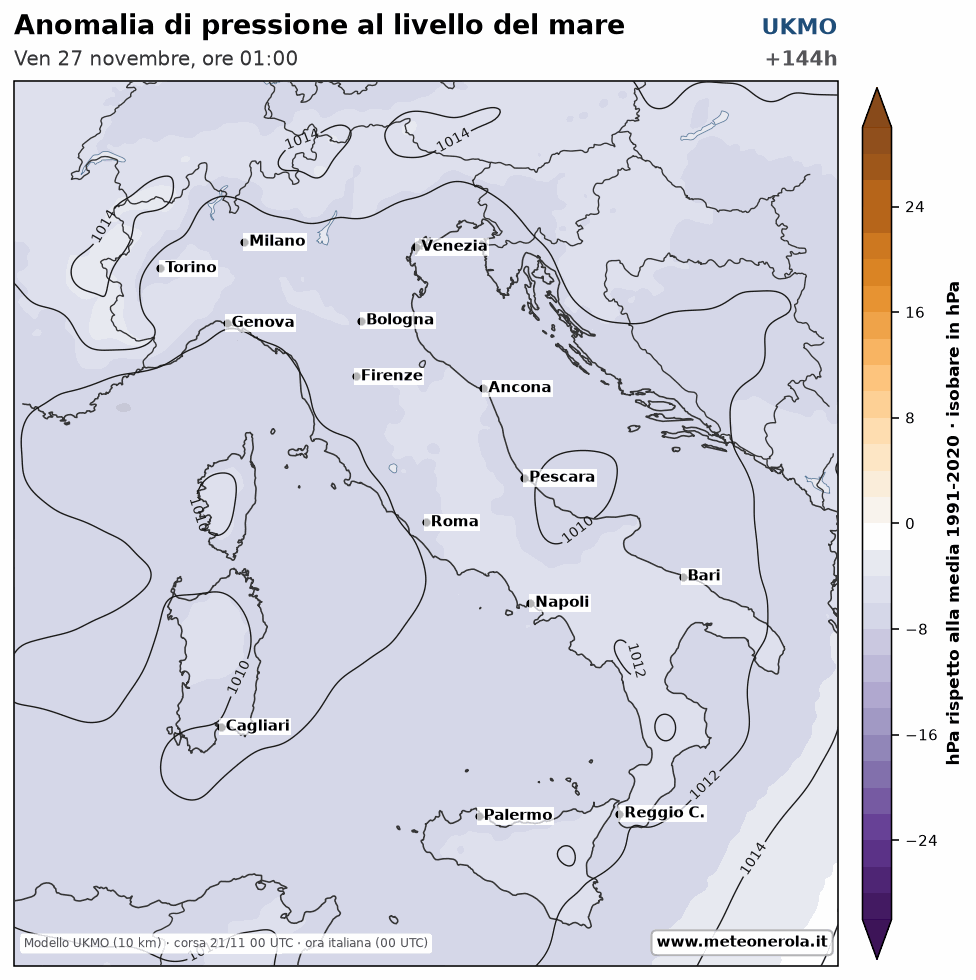 Anomalia di pressione al livello del mare
UKMO
Ven 27 novembre, ore 01:00
+144h
1014
1014
1014
Milano
Venezia
Torino
Genova
Bologna
Firenze
Ancona
Pescara
1010
1010
Roma
Bari
Napoli
1012
1010
Cagliari
1012
Palermo
Reggio C.
1014
Modello UKMO (10 km) · corsa 21/11 00 UTC · ora italiana (00 UTC)
www.meteonerola.it
24
16
8
0
−8
−16
−24
hPa rispetto alla media 1991-2020 · isobare in hPa